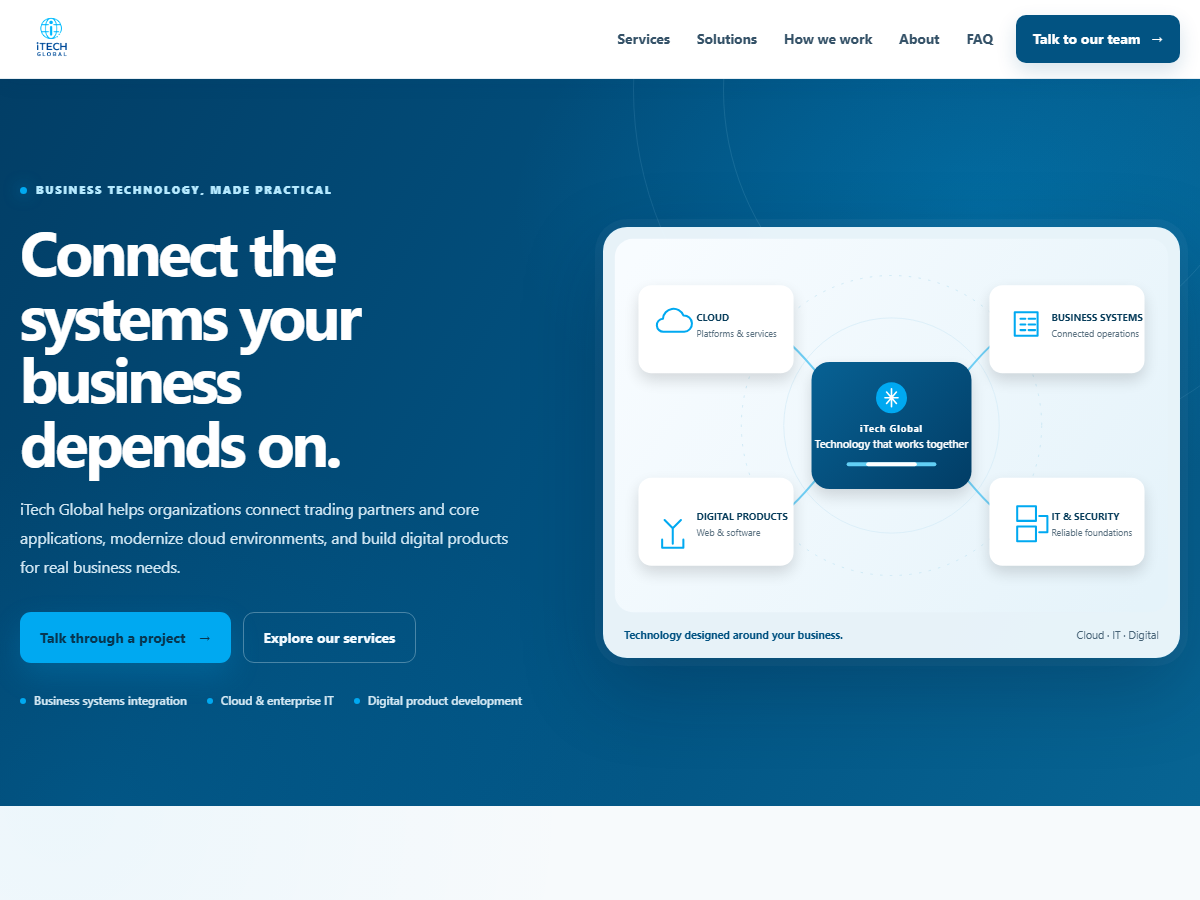 iTECH
GLOBAL
Services
Solutions
How we work
About
FAQ
Talk to our team →
BUSINESS TECHNOLOGY, MADE PRACTICAL
Connect the
systems your
business
depends on.
iTech Global helps organizations connect trading partners and core
applications, modernize cloud environments, and build digital products
for real business needs.
Talk through a project →
Explore our services
Business systems integration
Cloud & enterprise IT
Digital product development
CLOUD
Platforms & services
BUSINESS SYSTEMS
Connected operations
iTech Global
Technology that works together
DIGITAL PRODUCTS
Web & software
IT & SECURITY
Reliable foundations
Technology designed around your business.
Cloud · IT · Digital